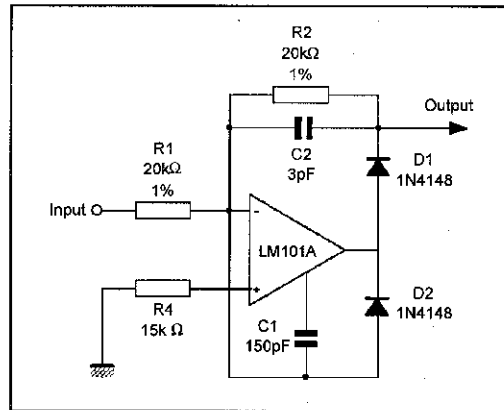 R2
20kΩ
1%
Output
C2
3pF
R1
20kΩ
1%
D1
1N4148
Input
-
LM101A
+
R4
15k Ω
C1
150pF
D2
1N4148